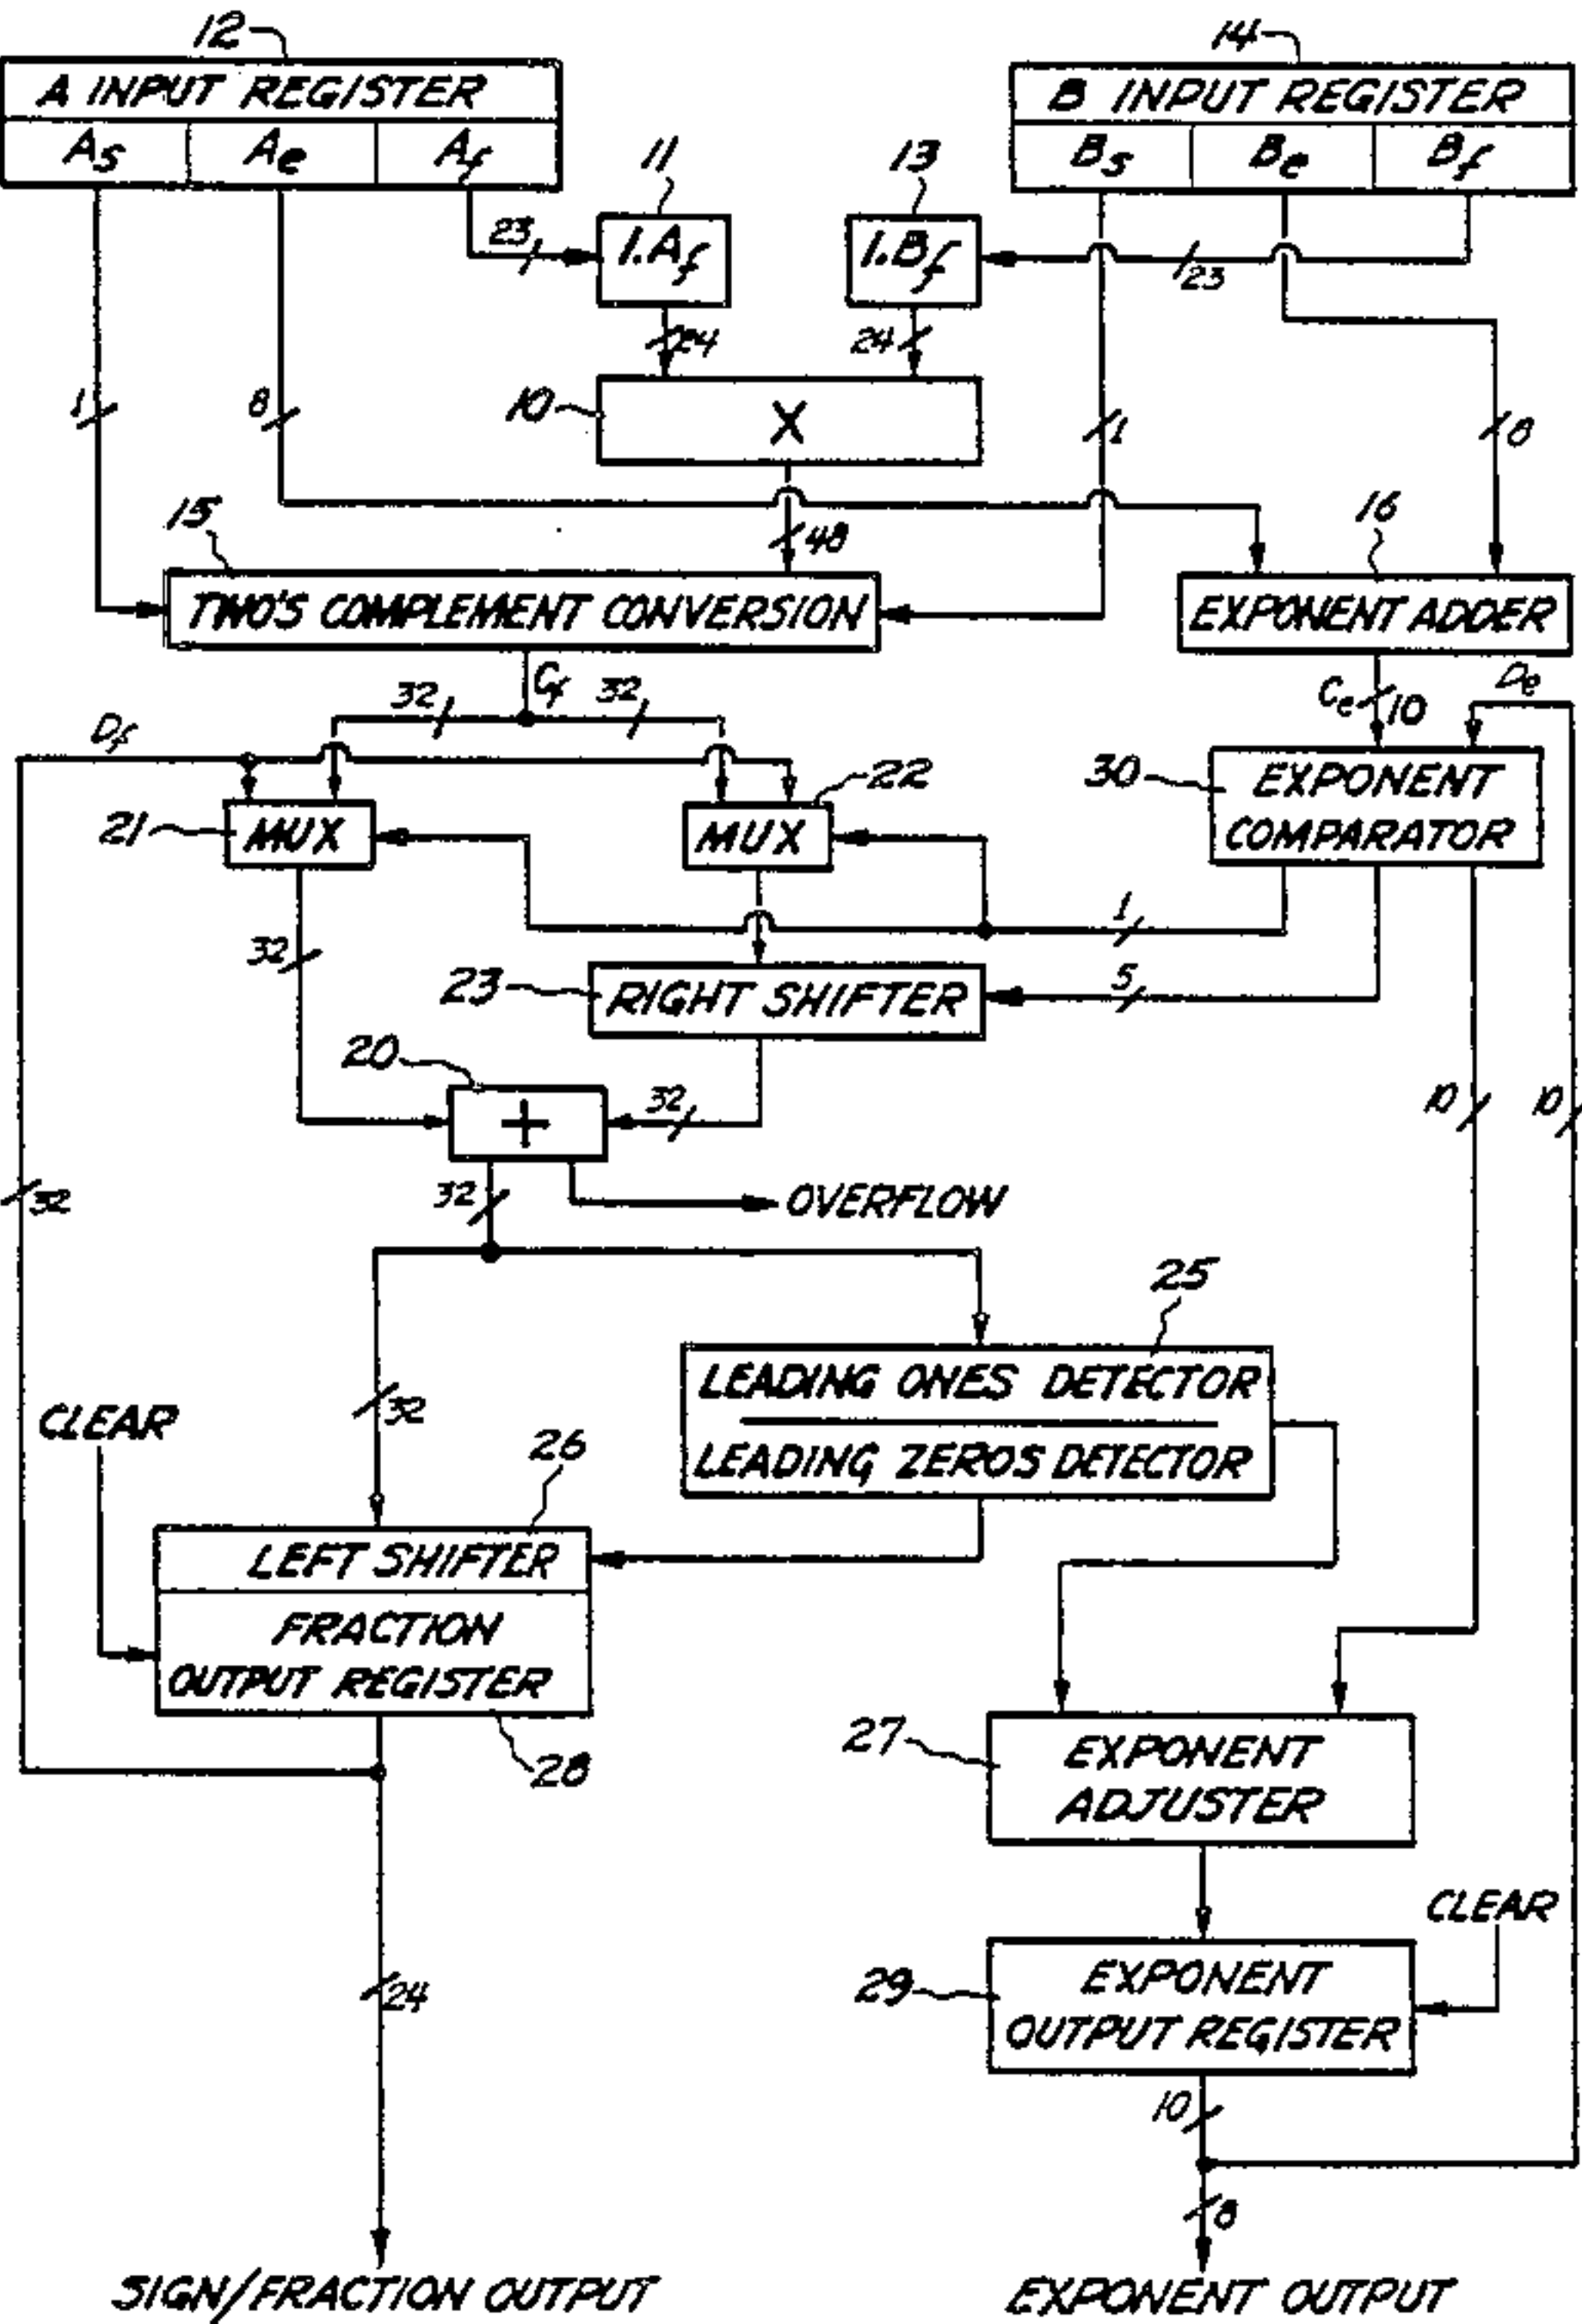 12
14
A INPUT REGISTER
B INPUT REGISTER
As Ae Af
Bs Be Bf
11
13
23
1.Af
1.Bf
23
24
24
1
8
10
X
1
8
15
48
16
TWO'S COMPLEMENT CONVERSION
EXPONENT ADDER
32
Cf
32
Ce
10
De
Df
21
MUX
22
MUX
30
EXPONENT
COMPARATOR
1
32
23
RIGHT SHIFTER
5
20
+
32
10
10
32
32
OVERFLOW
25
LEADING ONES DETECTOR
LEADING ZEROS DETECTOR
32
CLEAR
26
LEFT SHIFTER
FRACTION
OUTPUT REGISTER
28
27
EXPONENT
ADJUSTER
CLEAR
24
29
EXPONENT
OUTPUT REGISTER
10
8
SIGN/FRACTION OUTPUT
EXPONENT OUTPUT